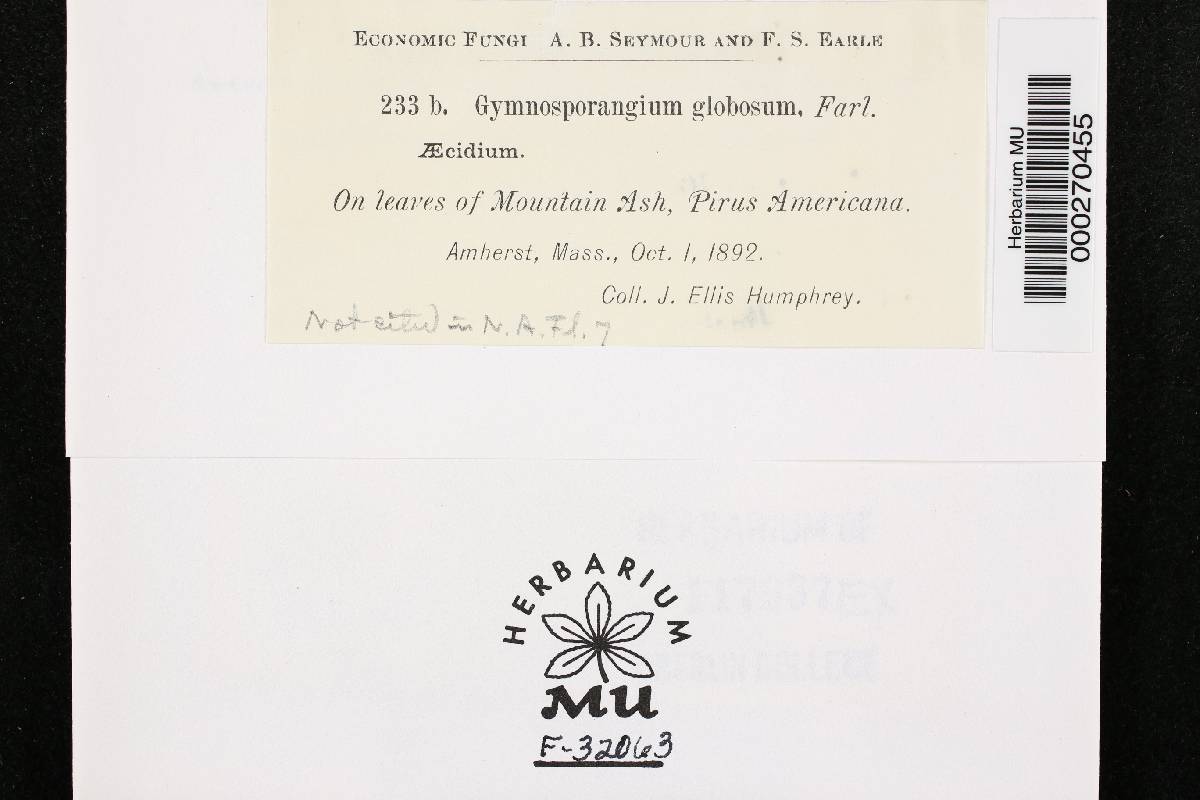 Economic Fungi A. B. Seymour and F. S. Earle
233 b. Gymnosporangium globosum, Farl.
Æcidium.
On leaves of Mountain Ash, Pirus Americana.
Amherst, Mass., Oct. 1, 1892.
Coll. J. Ellis Humphrey.
Not cited in N. A. Fl. 7
Herbarium MU
000270455
HERBARIUM
MU
F-32063